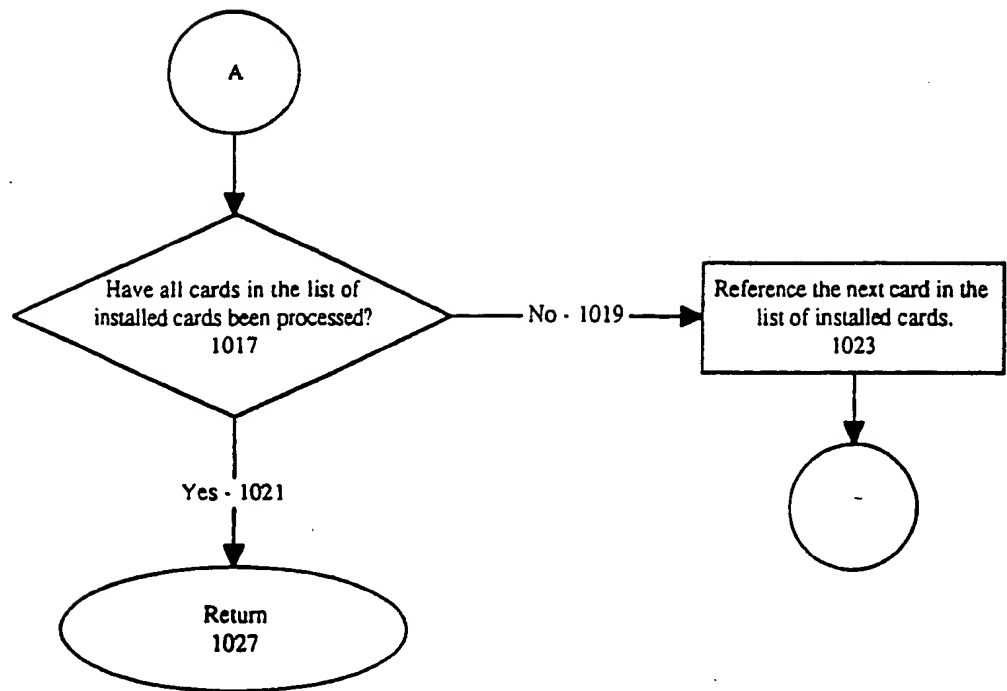 A
Have all cards in the list of
installed cards been processed?
1017
No - 1019
Reference the next card in the
list of installed cards.
1023
Yes - 1021
Return
1027